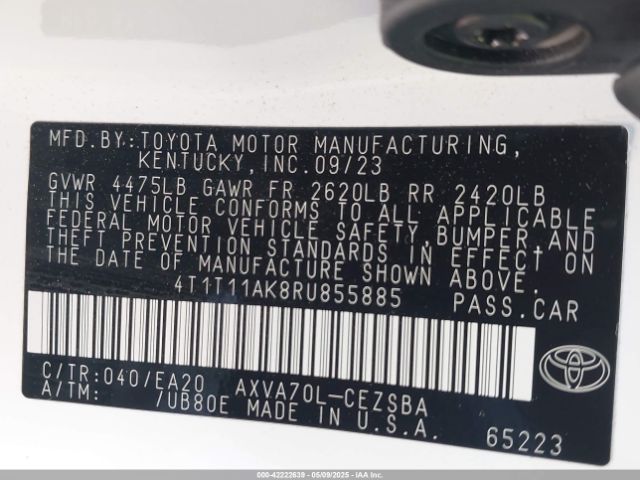 MFD.BY:TOYOTA MOTOR MANUFACTURING,
KENTUCKY,INC.09/23
GVWR 4475LB GAWR FR 2620LB RR 2420LB
THIS VEHICLE CONFORMS TO ALL APPLICABLE
FEDERAL MOTOR VEHICLE SAFETY,BUMPER,AND
THEFT PREVENTION STANDARDS IN EFFECT ON
THE DATE OF MANUFACTURE SHOWN ABOVE.
4T1T11AK8RU855885 PASS.CAR
C/TR:040/EA20 AXVA70L-CEZSBA
A/TM: /UB80E MADE IN U.S.A.
65223
000-42222639 - 05/09/2025 - IAAI.COM